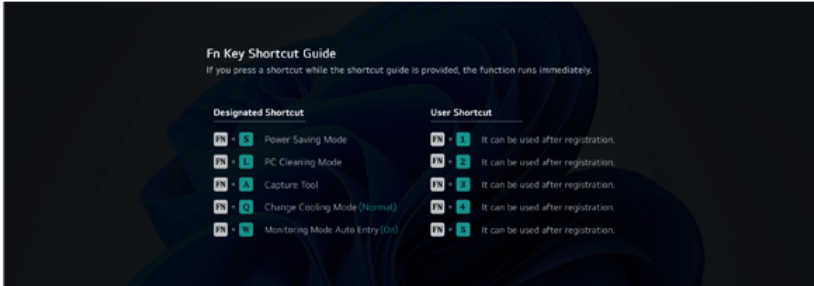 Fn Key Shortcut Guide
If you press a shortcut while the shortcut guide is provided, the function runs immediately.
Designated Shortcut
FN + S Power Saving Mode
FN + L PC Cleaning Mode
FN + A Capture Tool
FN + Q Change Cooling Mode (Normal)
FN + W Monitoring Mode Auto Entry (On)
User Shortcut
FN + 1 It can be used after registration.
FN + 2 It can be used after registration.
FN + 3 It can be used after registration.
FN + 4 It can be used after registration.
FN + 5 It can be used after registration.